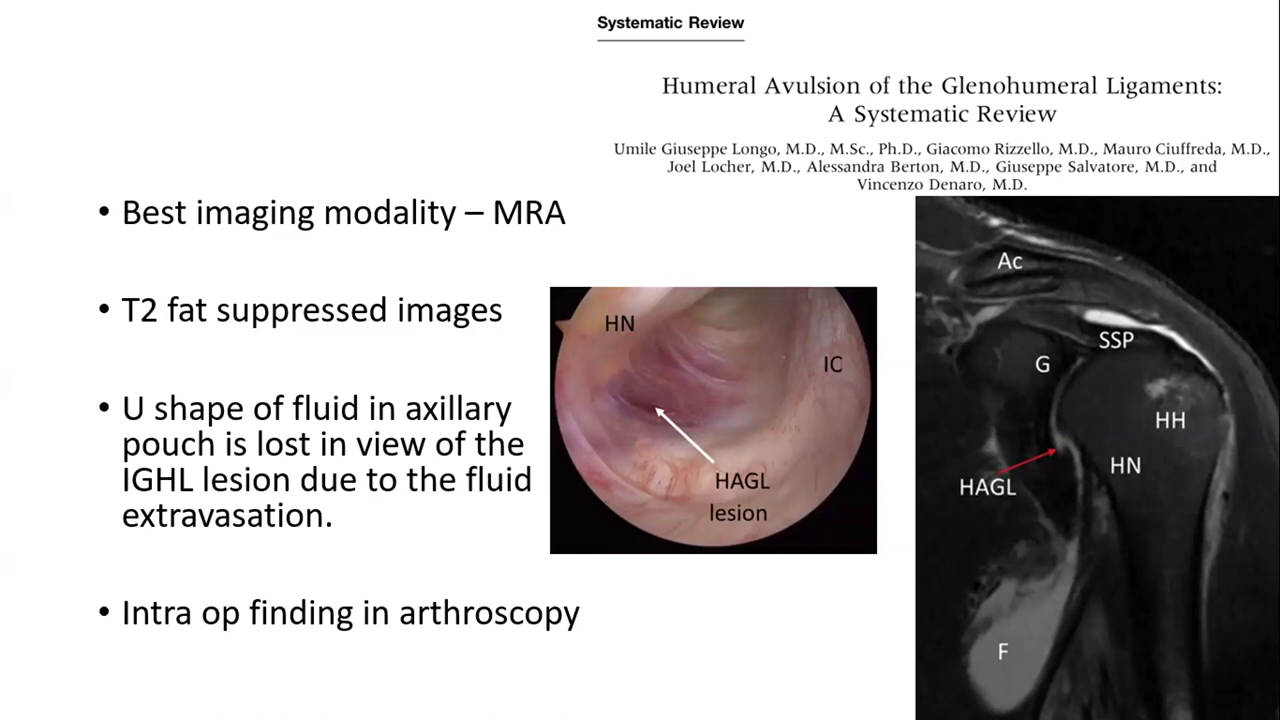 Systematic Review
Humeral Avulsion of the Glenohumeral Ligaments:
A Systematic Review
Umile Giuseppe Longo, M.D., M.Sc., Ph.D., Giacomo Rizzello, M.D., Mauro Ciuffreda, M.D.,
Joel Locher, M.D., Alessandra Berton, M.D., Giuseppe Salvatore, M.D., and
Vincenzo Denaro, M.D.
• Best imaging modality – MRA
• T2 fat suppressed images
• U shape of fluid in axillary
pouch is lost in view of the
IGHL lesion due to the fluid
extravasation.
• Intra op finding in arthroscopy
HN
IC
HAGL
lesion
Ac
SSP
G
HH
HN
HAGL
F